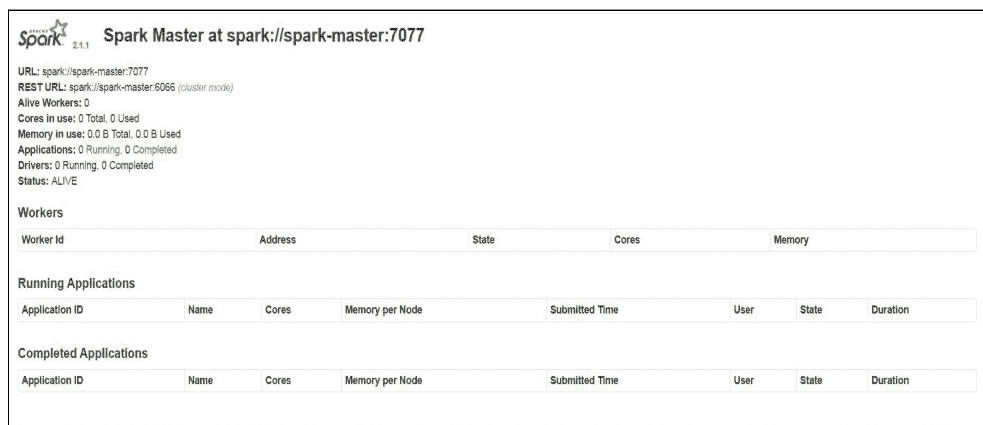 APACHE
Spark 2.1.1 Spark Master at spark://spark-master:7077
URL: spark://spark-master:7077
REST URL: spark://spark-master:6066 (cluster mode)
Alive Workers: 0
Cores in use: 0 Total, 0 Used
Memory in use: 0.0 B Total, 0.0 B Used
Applications: 0 Running, 0 Completed
Drivers: 0 Running, 0 Completed
Status: ALIVE
Workers
Worker Id Address State Cores Memory
Running Applications
Application ID Name Cores Memory per Node Submitted Time User State Duration
Completed Applications
Application ID Name Cores Memory per Node Submitted Time User State Duration